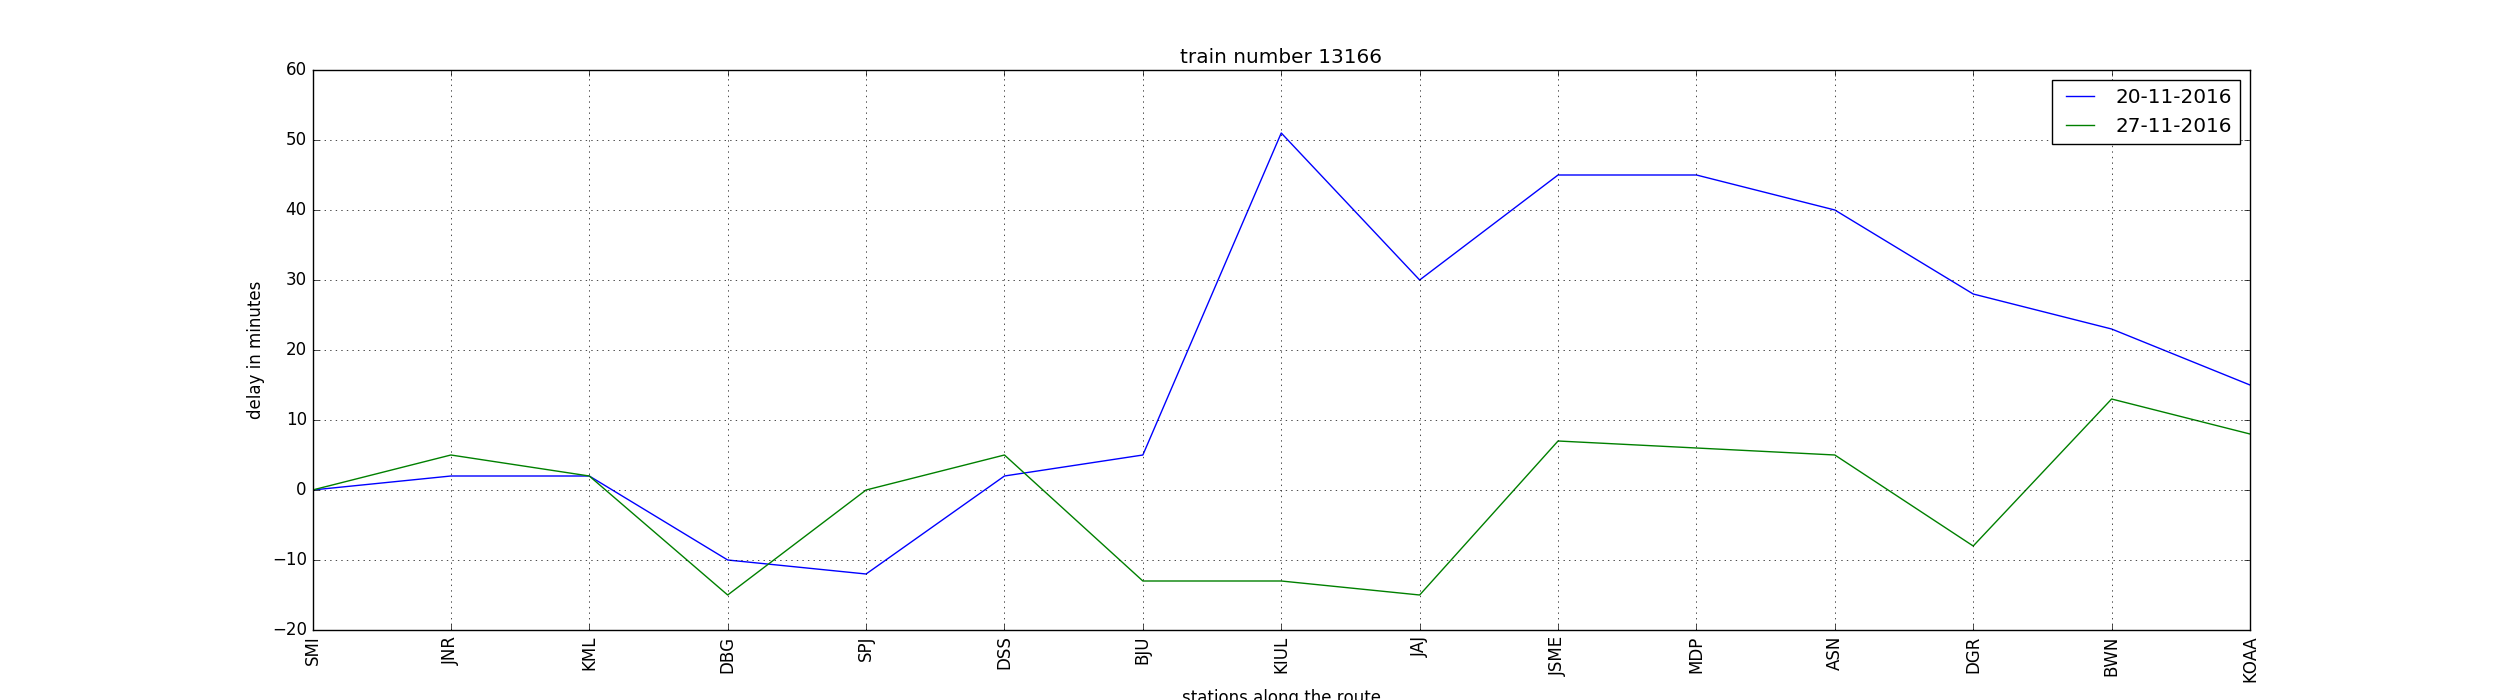 train number 13166
20-11-2016
27-11-2016
60
50
40
30
20
10
0
−10
−20
delay in minutes
SMI
JNR
KML
DBG
SPJ
DSS
BJU
KIUL
JAJ
JSME
MDP
ASN
DGR
BWN
KOAA
stations along the route